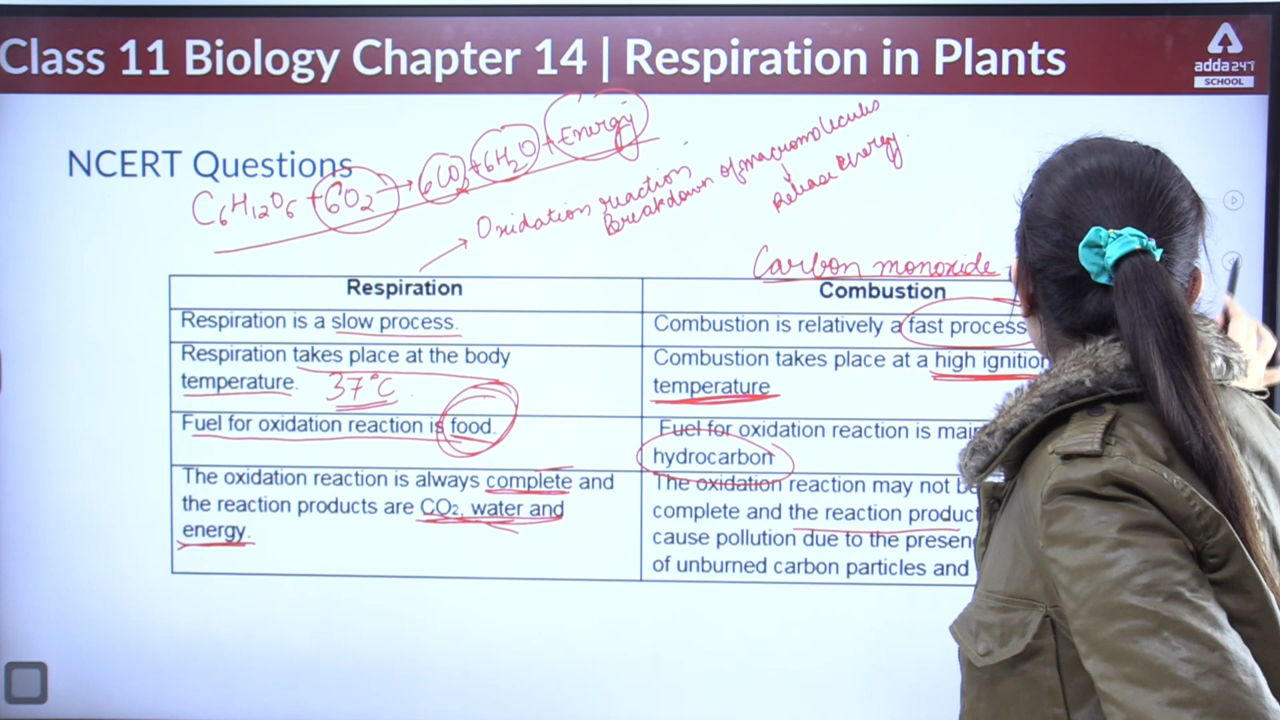 Class 11 Biology Chapter 14 | Respiration in Plants
adda247
SCHOOL
NCERT Questions
C6H12O6 + 6O2 → 6CO2 + 6H2O + Energy
Oxidation reaction
Breakdown of macromolecules
Release Energy.
Carbon monoxide
Respiration
Combustion
Respiration is a slow process.
Combustion is relatively a fast process
Respiration takes place at the body
temperature. 37°C
Combustion takes place at a high ignition
temperature
Fuel for oxidation reaction is food.
Fuel for oxidation reaction is
hydrocarbon
The oxidation reaction is always complete and
the reaction products are CO2, water and
energy.
The oxidation reaction may not
complete and the reaction
cause pollution due to the
of unburned carbon particles and